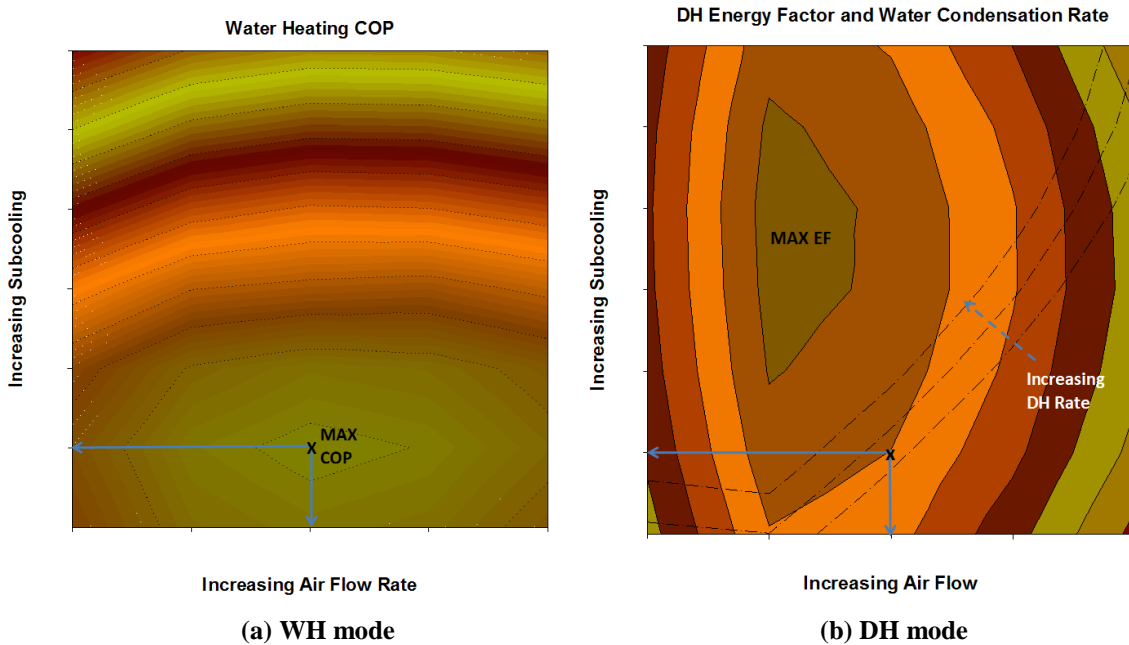 Water Heating COP
Increasing Subcooling
X MAX
COP
Increasing Air Flow Rate
(a) WH mode
DH Energy Factor and Water Condensation Rate
Increasing Subcooling
MAX EF
Increasing
DH Rate
X
Increasing Air Flow
(b) DH mode